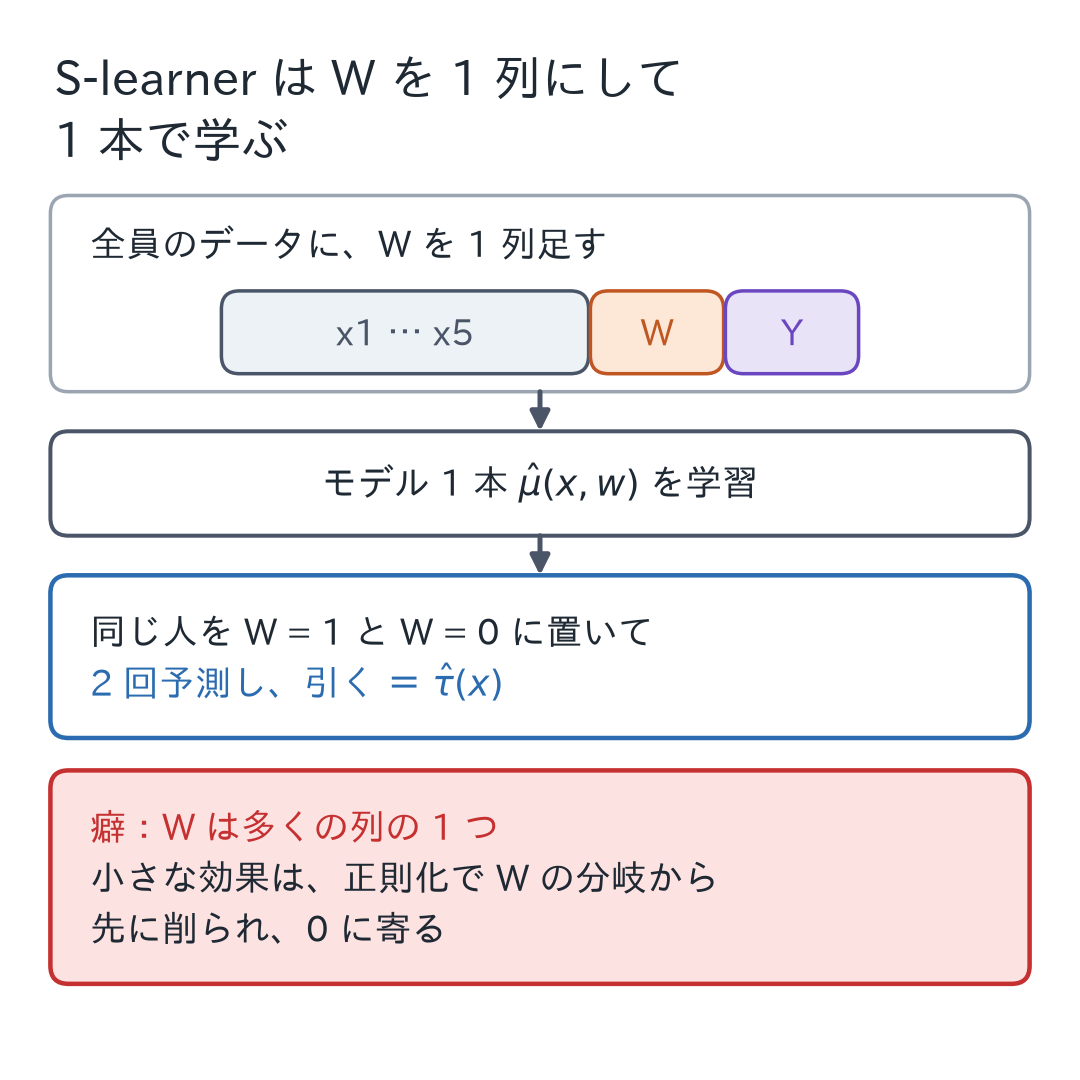 S-learner は W を 1 列にして
1 本で学ぶ
全員のデータに、W を 1 列足す
x1 ⋯ x5
W
Y
モデル 1 本 μ̂(x, w) を学習
同じ人を W = 1 と W = 0 に置いて
2 回予測し、引く = τ̂(x)
癖：W は多くの列の 1 つ
小さな効果は、正則化で W の分岐から
先に削られ、0 に寄る